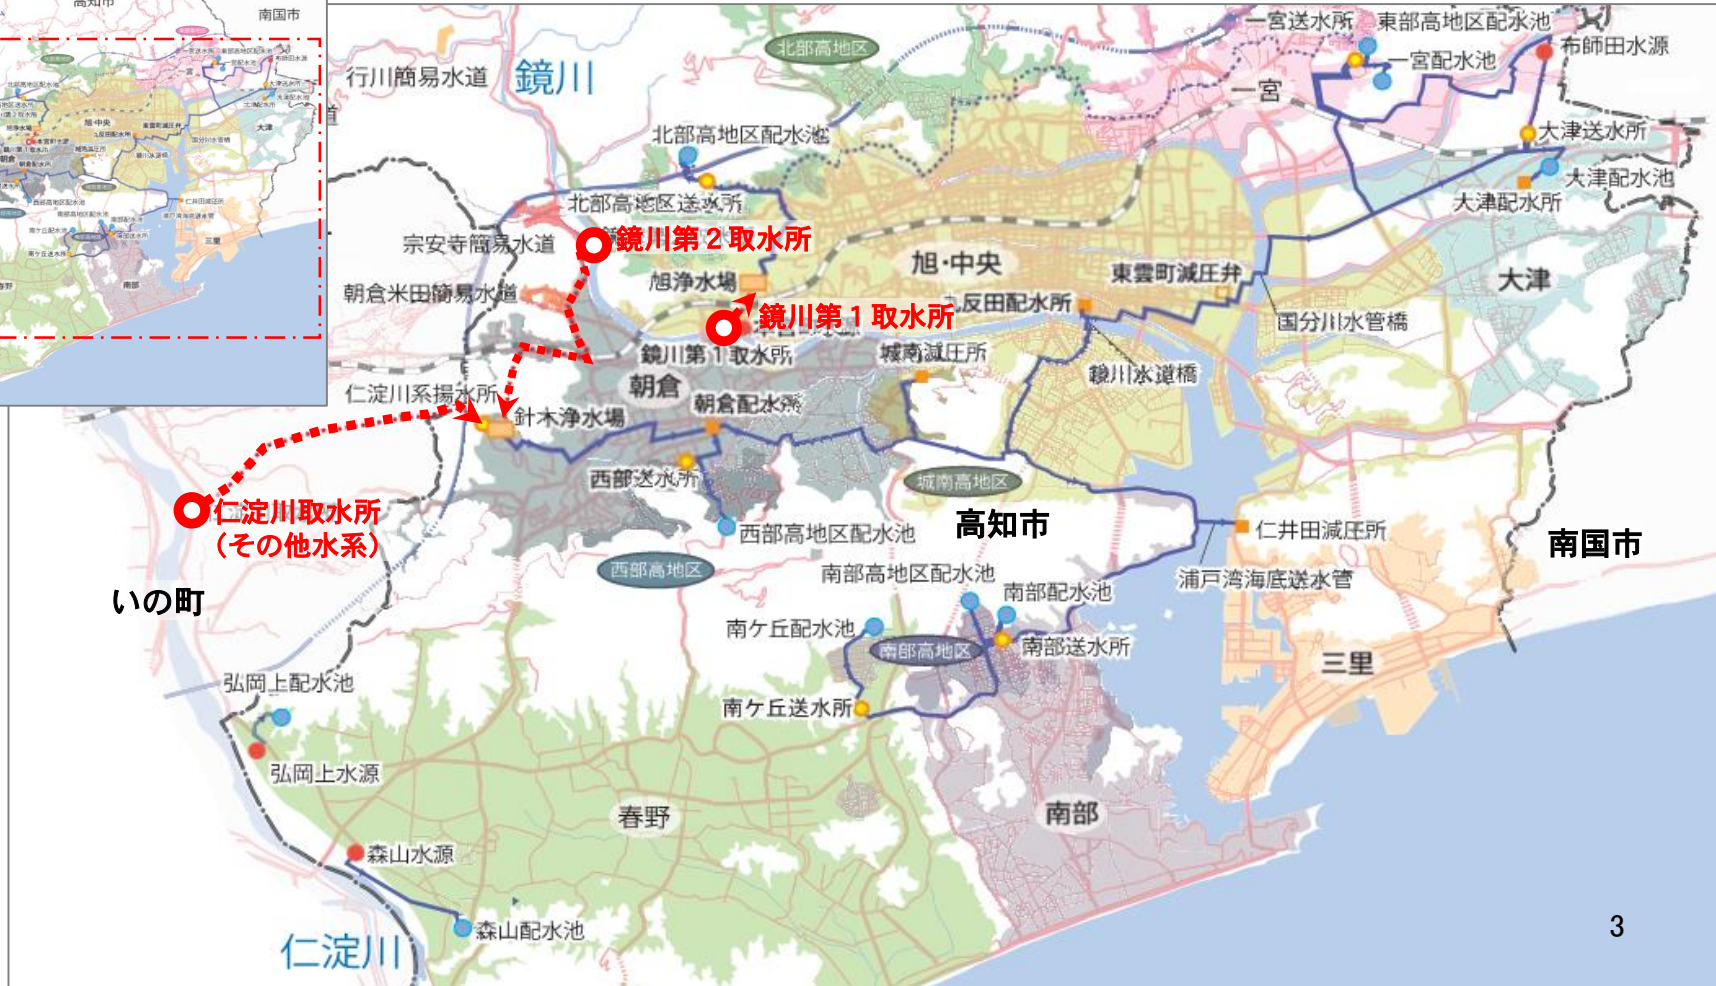 高知市
南国市
行川簡易水道
鏡川
北部高地区
一宮送水所
東部高地区配水池
布師田水源
一宮配水池
一宮
大津送水所
大津配水池
大津配水所
北部高地区配水池
北部高地区送水所
宗安寺簡易水道
鏡川第2取水所
旭・中央
東雲町減圧弁
大津
旭浄水場
朝倉米田簡易水道
鏡川第1取水所
九反田配水所
国分川水管橋
鏡川第1取水所
城南減圧所
鏡川水道橋
朝倉
仁淀川系揚水所
朝倉配水所
針木浄水場
西部送水所
城南高地区
仁淀川取水所
(その他水系)
西部高地区配水池
高知市
仁井田減圧所
南国市
西部高地区
南部高地区配水池
浦戸湾海底送水管
南部配水池
いの町
南ケ丘配水池
南部高地区
南部送水所
三里
弘岡上配水池
南ケ丘送水所
弘岡上水源
春野
南部
森山水源
森山配水池
仁淀川
3